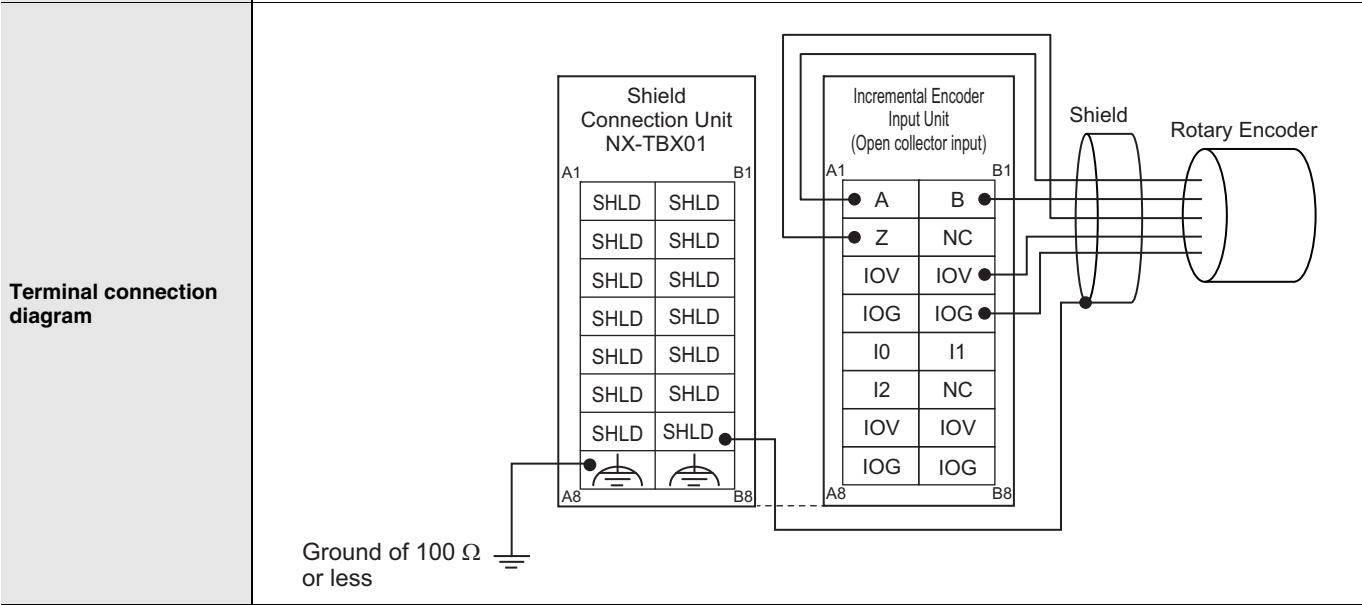 Terminal connection
diagram
Shield
Connection Unit
NX-TBX01
A1 B1
SHLD SHLD
SHLD SHLD
SHLD SHLD
SHLD SHLD
SHLD SHLD
SHLD SHLD
SHLD SHLD
A8 B8
Ground of 100 Ω
or less
Incremental Encoder
Input Unit
(Open collector input)
A1 B1
A B
Z NC
IOV IOV
IOG IOG
I0 I1
I2 NC
IOV IOV
IOG IOG
A8 B8
Shield
Rotary Encoder